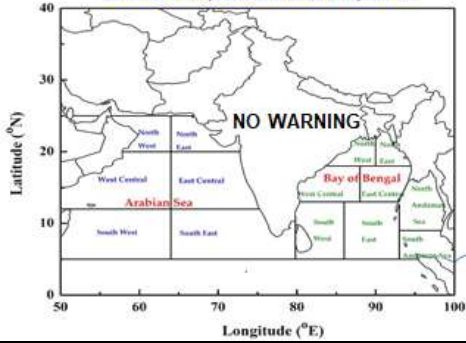 40
30
20
10
0
Latitude (°N)
NO WARNING
North
West
North
East
West Central
East Central
Arabian Sea
South West
South East
North
West
North
East
Bay of Bengal
West Central
East Central
South
West
South
East
North
Andaman
Sea
South
Andaman Sea
50
60
70
80
90
100
Longitude (°E)